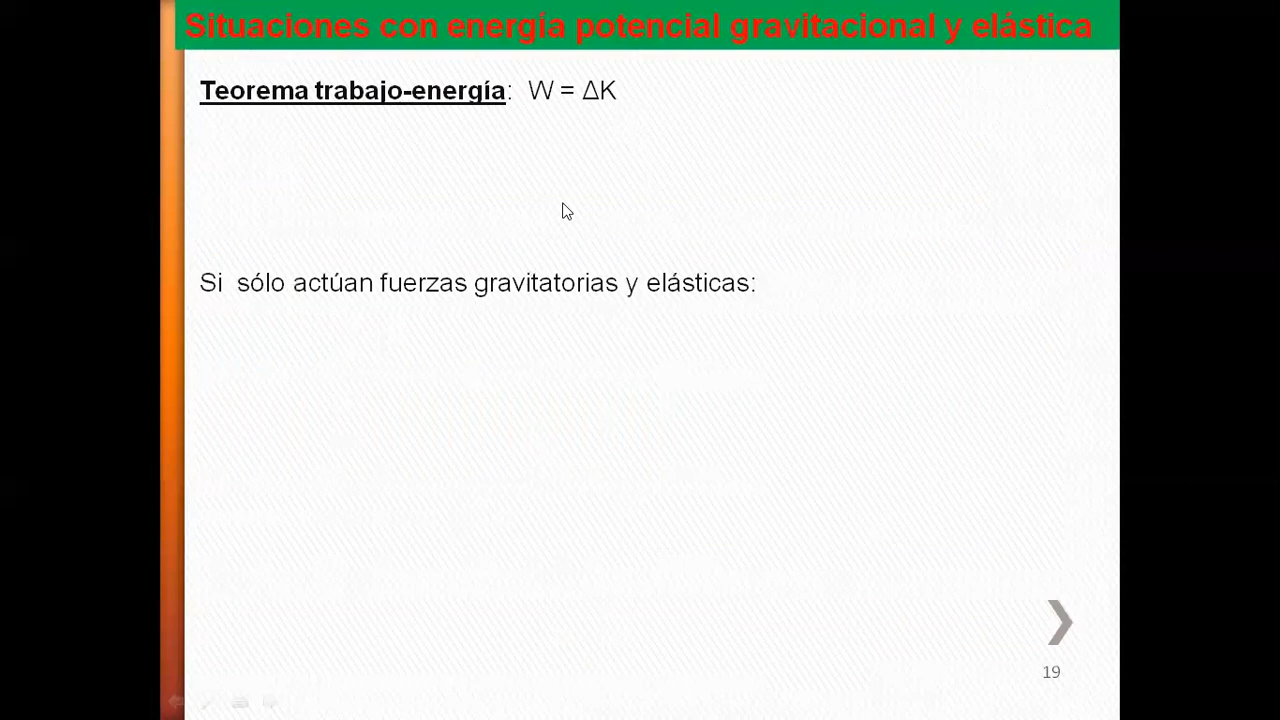 Situaciones con energía potencial gravitacional y elástica
Teorema trabajo-energía: W = ΔK
Si sólo actúan fuerzas gravitatorias y elásticas:
19